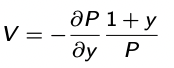 V = −∂P/∂y (1 + y)/P